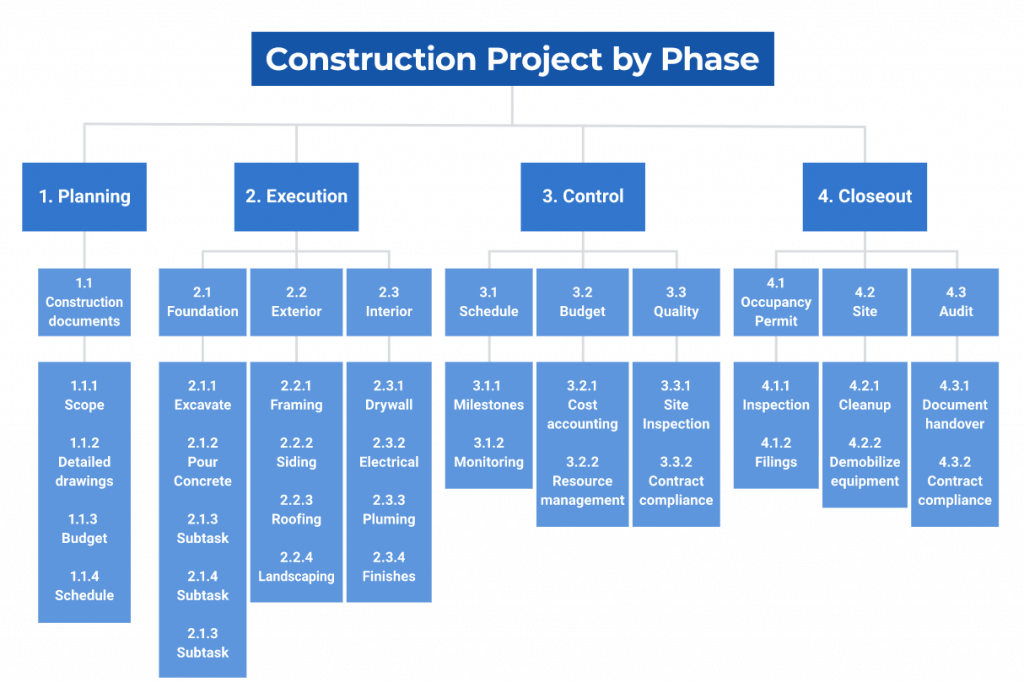 Construction Project by Phase
1. Planning
2. Execution
3. Control
4. Closeout
1.1
Construction
documents
2.1
Foundation
2.2
Exterior
2.3
Interior
3.1
Schedule
3.2
Budget
3.3
Quality
4.1
Occupancy
Permit
4.2
Site
4.3
Audit
1.1.1
Scope
1.1.2
Detailed
drawings
1.1.3
Budget
1.1.4
Schedule
2.1.1
Excavate
2.1.2
Pour
Concrete
2.1.3
Subtask
2.1.4
Subtask
2.1.3
Subtask
2.2.1
Framing
2.2.2
Siding
2.2.3
Roofing
2.2.4
Landscaping
2.3.1
Drywall
2.3.2
Electrical
2.3.3
Pluming
2.3.4
Finishes
3.1.1
Milestones
3.1.2
Monitoring
3.2.1
Cost
accounting
3.2.2
Resource
management
3.3.1
Site
Inspection
3.3.2
Contract
compliance
4.1.1
Inspection
4.1.2
Filings
4.2.1
Cleanup
4.2.2
Demobilize
equipment
4.3.1
Document
handover
4.3.2
Contract
compliance